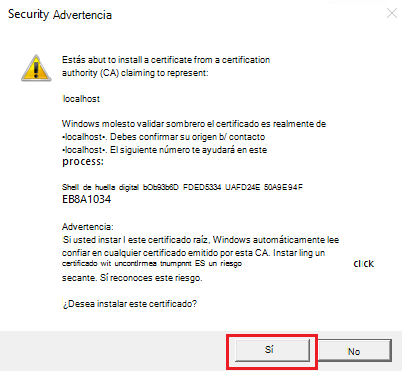 Security Advertencia
Estás abut to install a certificate from a certification
authority (CA) claiming to represent:
localhost
Windows molesto validar sombrero el certificado es realmente de
•localhost•. Debes confirmar su origen b/ contacto
•localhost•. El siguiente número te ayudará en este
process:
Shell de huella digital bOb93b6D FDED5334 UAFD24E 50A9E94F
EB8A1034
Advertencia:
Si usted instar I este certificado raíz, Windows automáticamente lee
confiar en cualquier certificado emitido por esta CA. Instar ling un
certificado wit uncontlrmea tnumpnnt ES un riesgo click
secante. Sí reconoces este riesgo.
¿Desea instalar este certificado?
Sí No